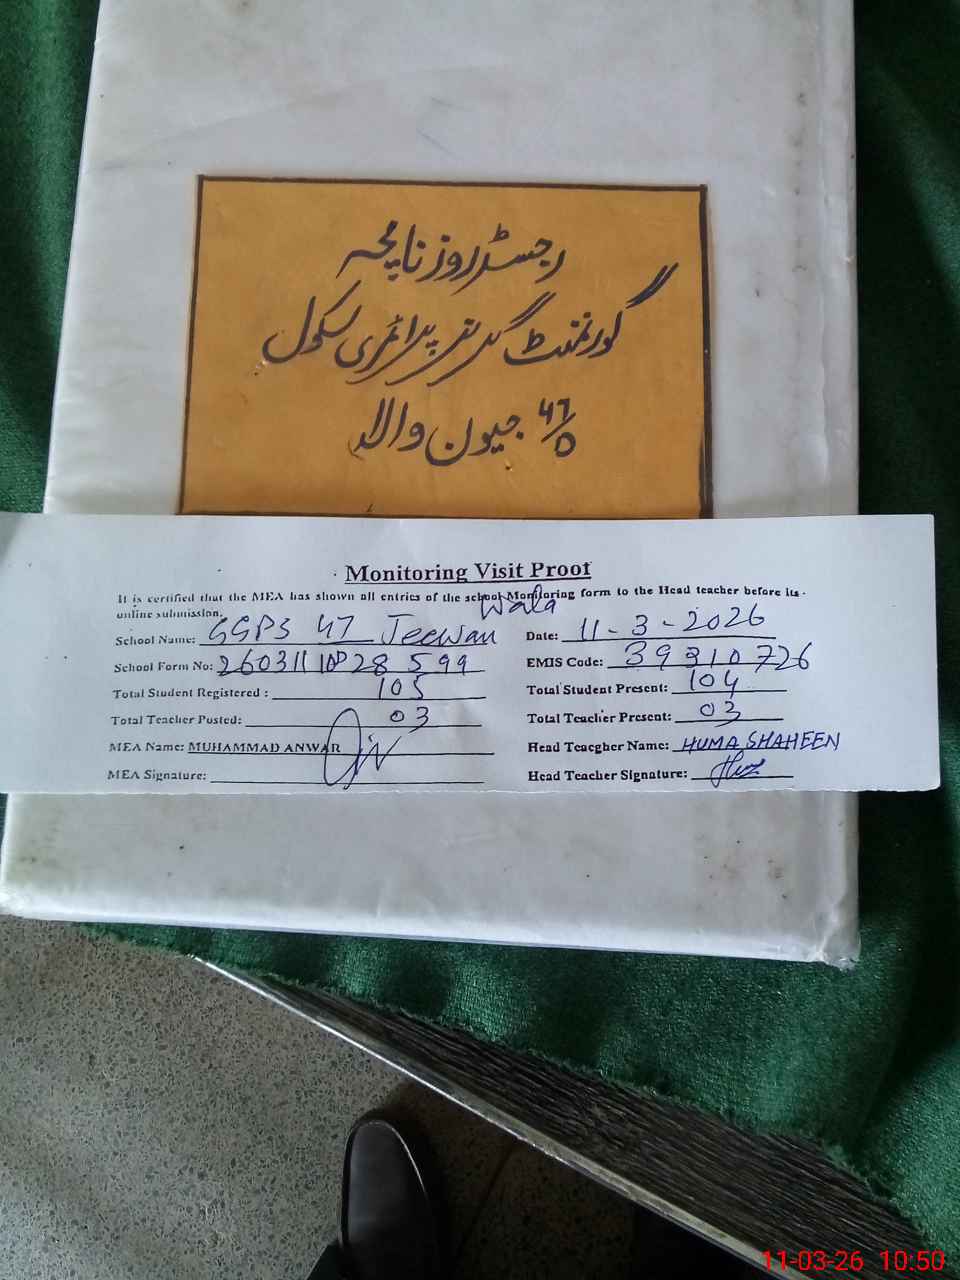 رجسٹر روزنامچہ
گورنمنٹ گرلز پرائمری سکول
47/D جیون والا
Monitoring Visit Proof
It is certified that the MEA has shown all entries of the school Monitoring form to the Head teacher before its
online submission.
School Name: GGPS 47 Jeewan Wala
Date: 11-3-2026
School Form No:
EMIS Code: 39310726
Total Student Registered : 105
Total Student Present: 104
Total Teacher Posted: 03
Total Teacher Present: 03
MEA Name: MUHAMMAD ANWAR
Head Teacgher Name: HUMA SHAHEEN
MEA Signature:
Head Teacher Signature:
11-03-26 10:50